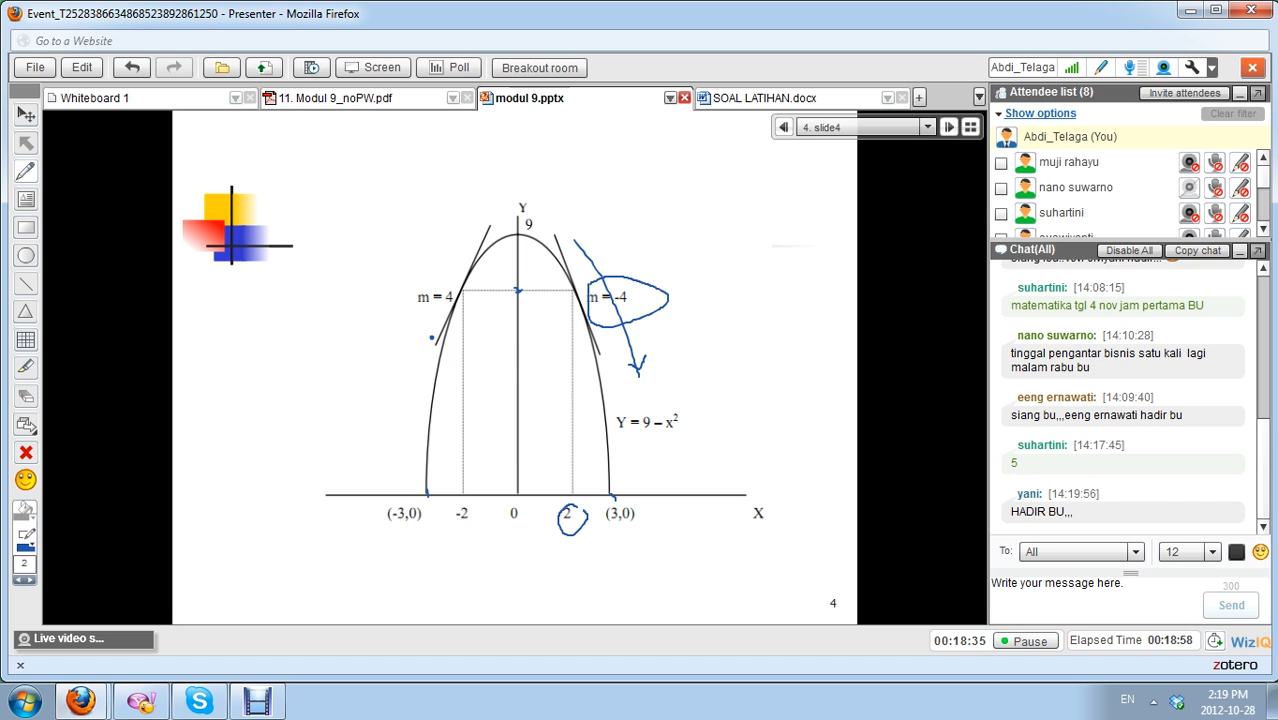 Event_T2528386634868523892861250 - Presenter - Mozilla Firefox
Go to a Website
File Edit Screen Poll Breakout room Abdi_Telaga
Whiteboard 1 11. Modul 9_noPW.pdf modul 9.pptx SOAL LATIHAN.docx
4. slide4
Y
9
m = 4
m = -4
Y = 9 – x²
(-3,0) -2 0 2 (3,0) X
4
Attendee list (8) Invite attendees
Show options Clear filter
Abdi_Telaga (You)
muji rahayu
nano suwarno
suhartini
Chat(All) Disable All Copy chat
suhartini: [14:08:15]
matematika tgl 4 nov jam pertama BU
nano suwarno: [14:10:28]
tinggal pengantar bisnis satu kali lagi
malam rabu bu
eeng ernawati: [14:09:40]
siang bu,,,eeng ernawati hadir bu
suhartini: [14:17:45]
5
yani: [14:19:56]
HADIR BU,,,
To: All 12
Write your message here.
300
Send
2
Live video s...
00:18:35 Pause Elapsed Time 00:18:58 WizIQ
zotero
EN
2:19 PM
2012-10-28